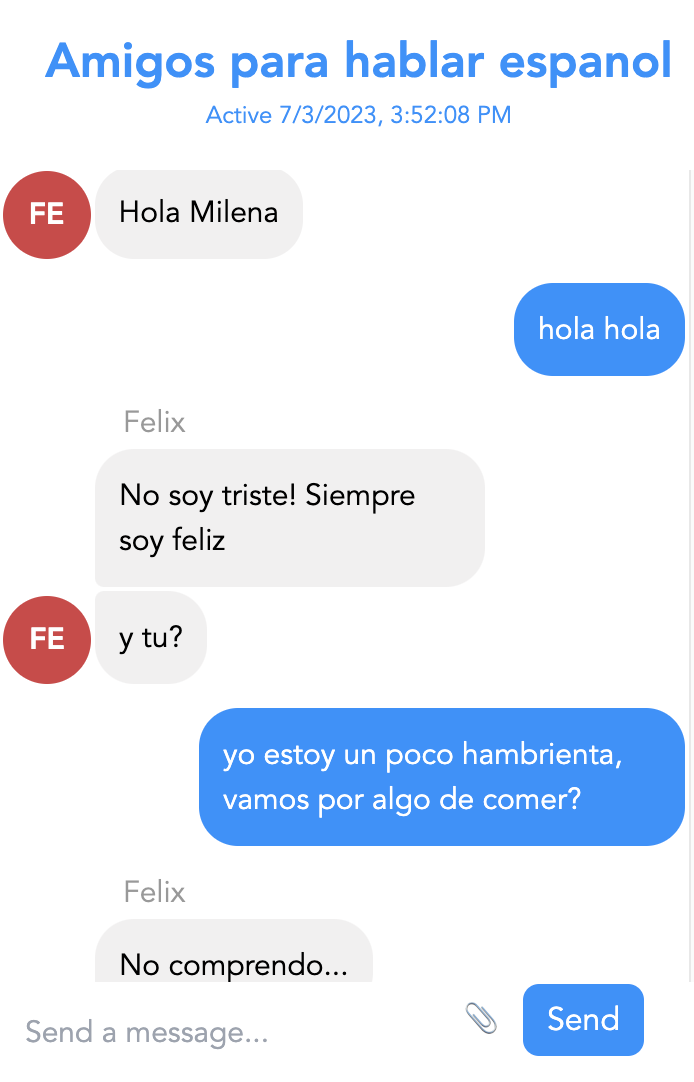 Amigos para hablar espanol
Active 7/3/2023, 3:52:08 PM
FE
Hola Milena
hola hola
Felix
No soy triste! Siempre
soy feliz
FE
y tu?
yo estoy un poco hambrienta,
vamos por algo de comer?
Felix
No comprendo...
Send a message...
Send